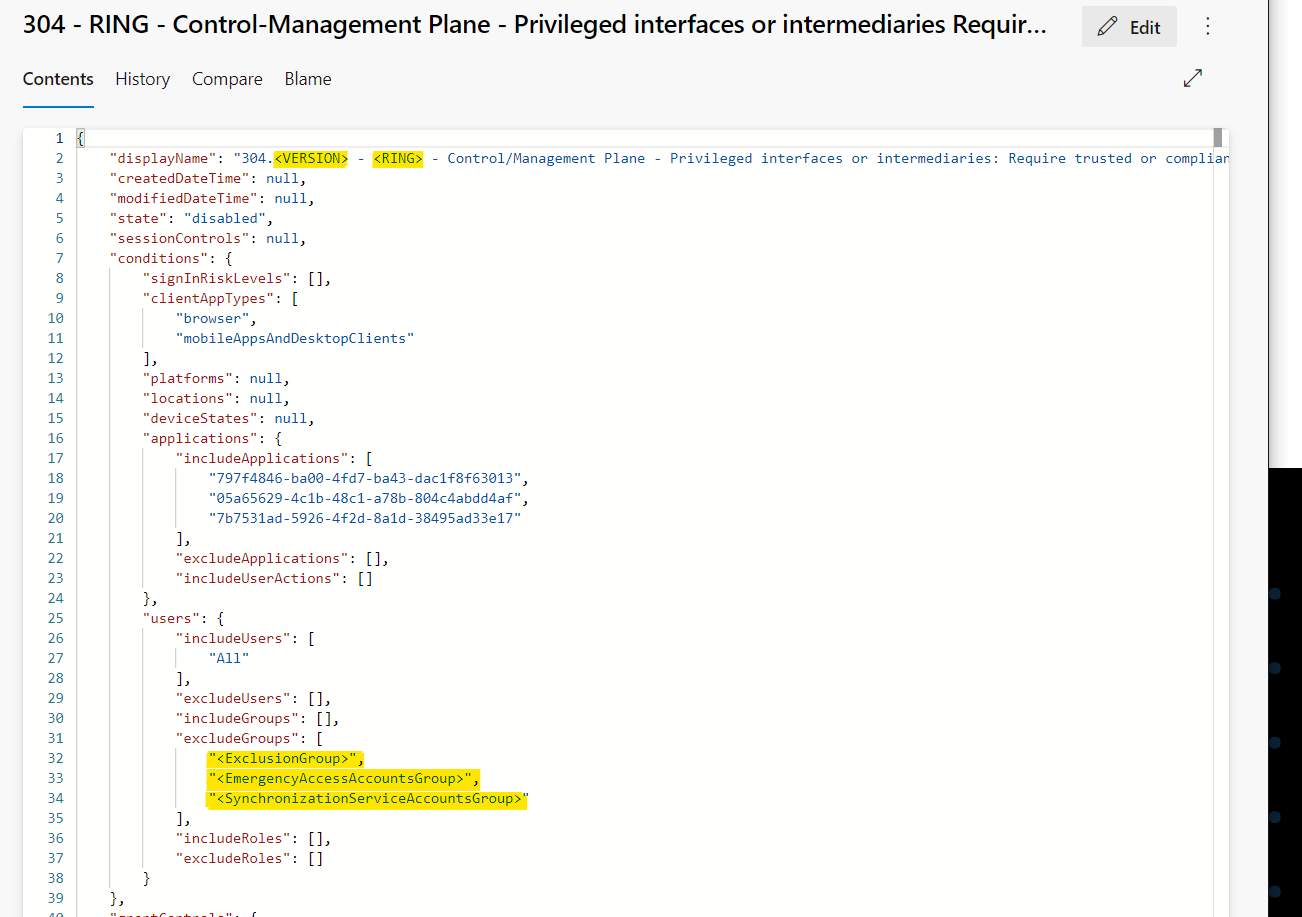 304 - RING - Control-Management Plane - Privileged interfaces or intermediaries Requir...
Edit
Contents History Compare Blame
1 {
2 "displayName": "304.<VERSION> - <RING> - Control/Management Plane - Privileged interfaces or intermediaries: Require trusted or complian
3 "createdDateTime": null,
4 "modifiedDateTime": null,
5 "state": "disabled",
6 "sessionControls": null,
7 "conditions": {
8 "signInRiskLevels": [],
9 "clientAppTypes": [
10 "browser",
11 "mobileAppsAndDesktopClients"
12 ],
13 "platforms": null,
14 "locations": null,
15 "deviceStates": null,
16 "applications": {
17 "includeApplications": [
18 "797f4846-ba00-4fd7-ba43-dac1f8f63013",
19 "05a65629-4c1b-48c1-a78b-804c4abdd4af",
20 "7b7531ad-5926-4f2d-8a1d-38495ad33e17"
21 ],
22 "excludeApplications": [],
23 "includeUserActions": []
24 },
25 "users": {
26 "includeUsers": [
27 "All"
28 ],
29 "excludeUsers": [],
30 "includeGroups": [],
31 "excludeGroups": [
32 "<ExclusionGroup>",
33 "<EmergencyAccessAccountsGroup>",
34 "<SynchronizationServiceAccountsGroup>"
35 ],
36 "includeRoles": [],
37 "excludeRoles": []
38 }
39 },
40 "grantControls": {